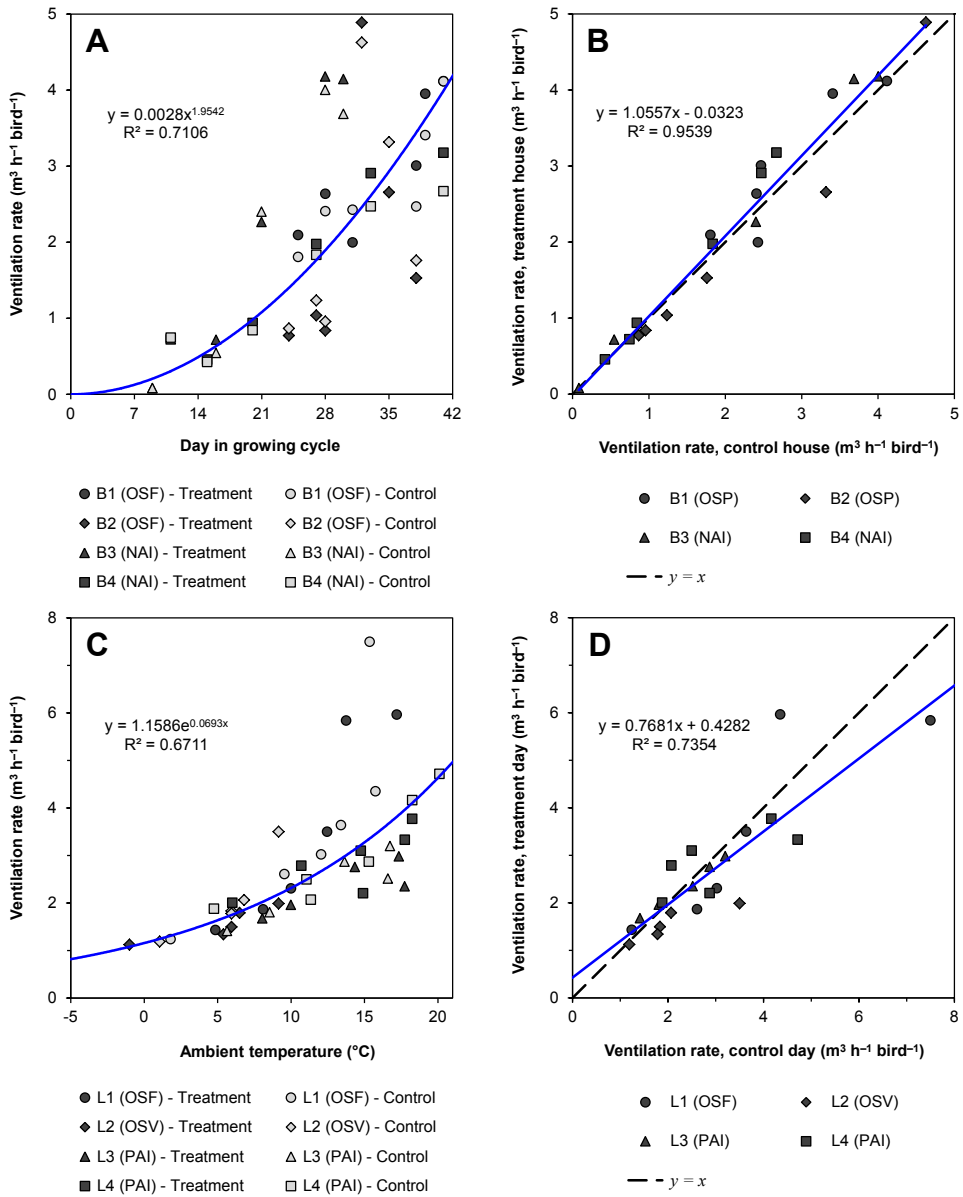 A
y = 0.0028x^1.9542
R² = 0.7106
Ventilation rate (m³ h⁻¹ bird⁻¹)
5
4
3
2
1
0
0 7 14 21 28 35 42
Day in growing cycle
B1 (OSF) - Treatment B1 (OSF) - Control
B2 (OSF) - Treatment B2 (OSF) - Control
B3 (NAI) - Treatment B3 (NAI) - Control
B4 (NAI) - Treatment B4 (NAI) - Control
B
y = 1.0557x - 0.0323
R² = 0.9539
Ventilation rate, treatment house (m³ h⁻¹ bird⁻¹)
5
4
3
2
1
0
0 1 2 3 4 5
Ventilation rate, control house (m³ h⁻¹ bird⁻¹)
B1 (OSP) B2 (OSP)
B3 (NAI) B4 (NAI)
y = x
C
y = 1.1586e^0.0693x
R² = 0.6711
Ventilation rate (m³ h⁻¹ bird⁻¹)
8
6
4
2
0
-5 0 5 10 15 20
Ambient temperature (°C)
L1 (OSF) - Treatment L1 (OSF) - Control
L2 (OSV) - Treatment L2 (OSV) - Control
L3 (PAI) - Treatment L3 (PAI) - Control
L4 (PAI) - Treatment L4 (PAI) - Control
D
y = 0.7681x + 0.4282
R² = 0.7354
Ventilation rate, treatment day (m³ h⁻¹ bird⁻¹)
8
6
4
2
0
0 2 4 6 8
Ventilation rate, control day (m³ h⁻¹ bird⁻¹)
L1 (OSF) L2 (OSV)
L3 (PAI) L4 (PAI)
y = x